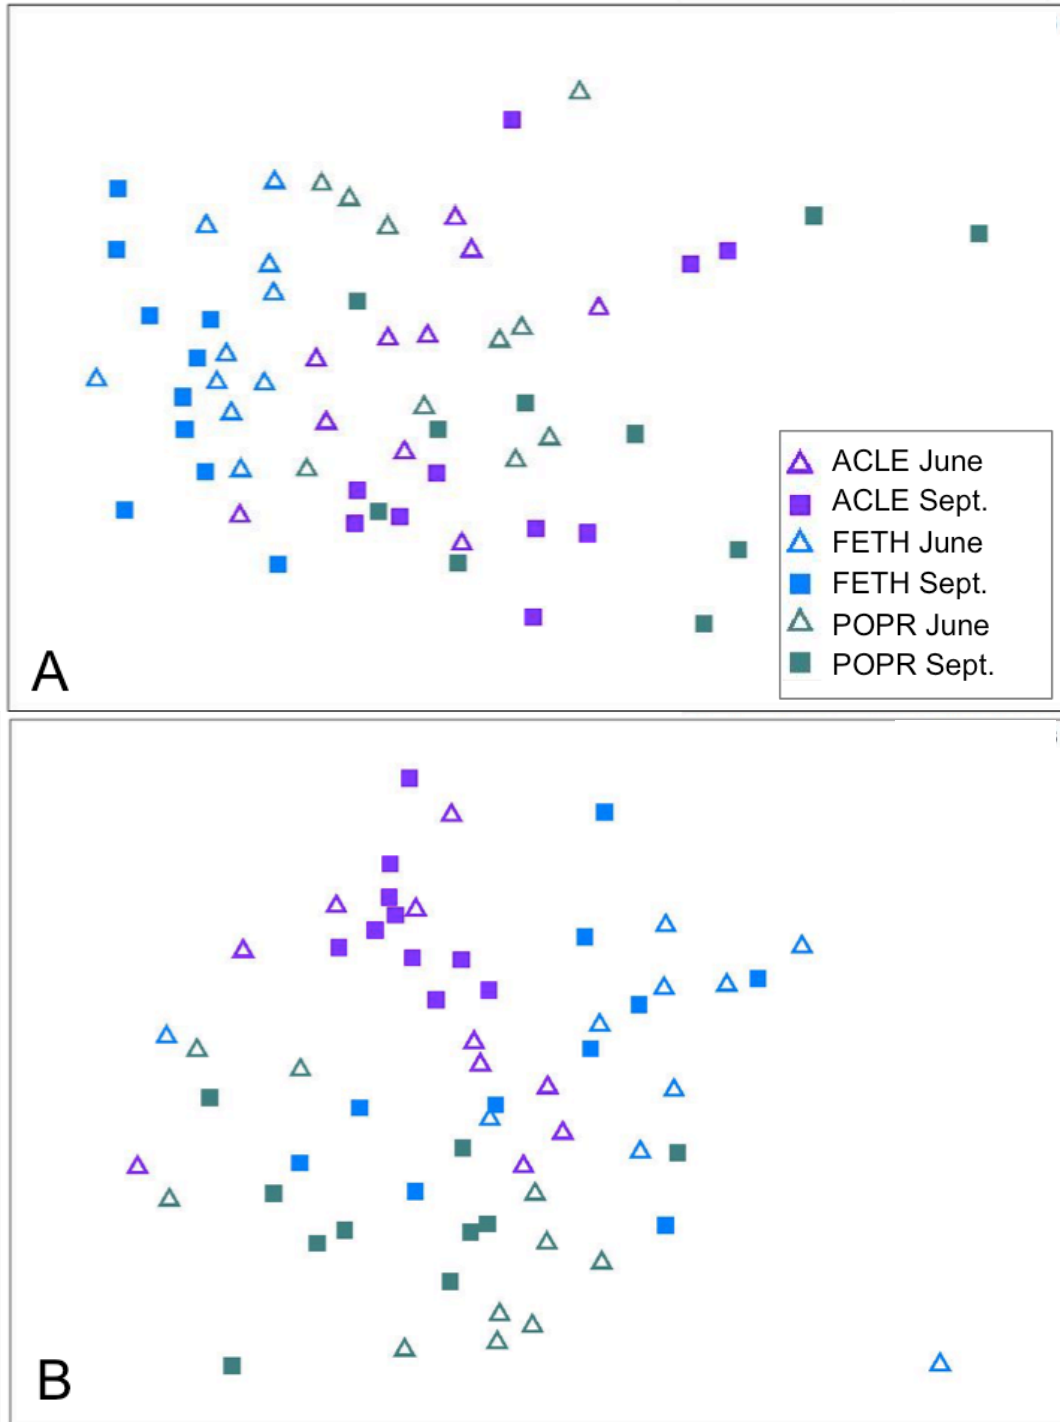 ACLE June
ACLE Sept.
FETH June
FETH Sept.
POPR June
POPR Sept.
A
B